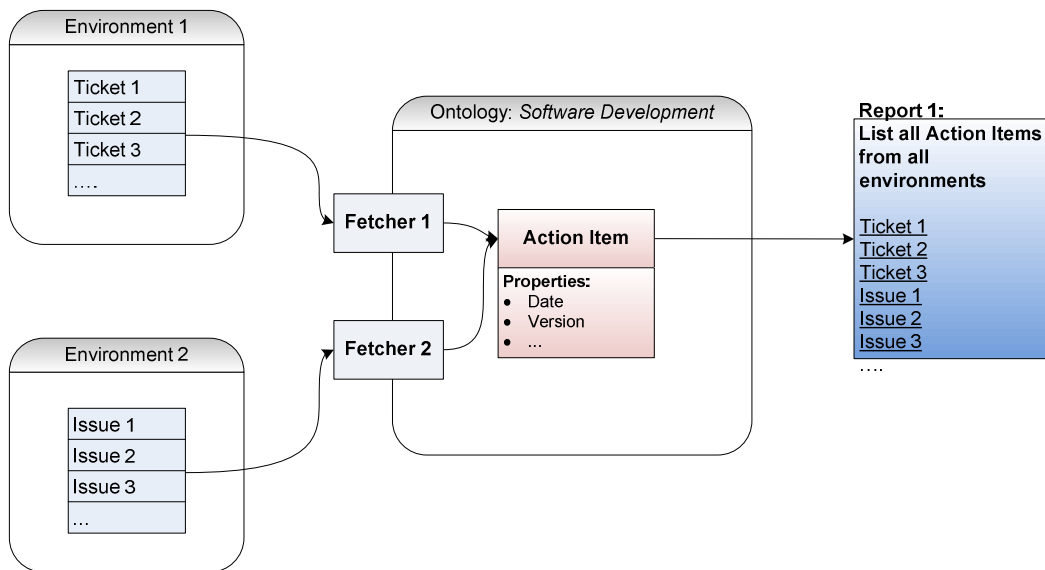 Environment 1
Ticket 1
Ticket 2
Ticket 3
....
Environment 2
Issue 1
Issue 2
Issue 3
...
Fetcher 1
Fetcher 2
Ontology: Software Development
Action Item
Properties:
• Date
• Version
• ...
Report 1:
List all Action Items
from all
environments
Ticket 1
Ticket 2
Ticket 3
Issue 1
Issue 2
Issue 3
....